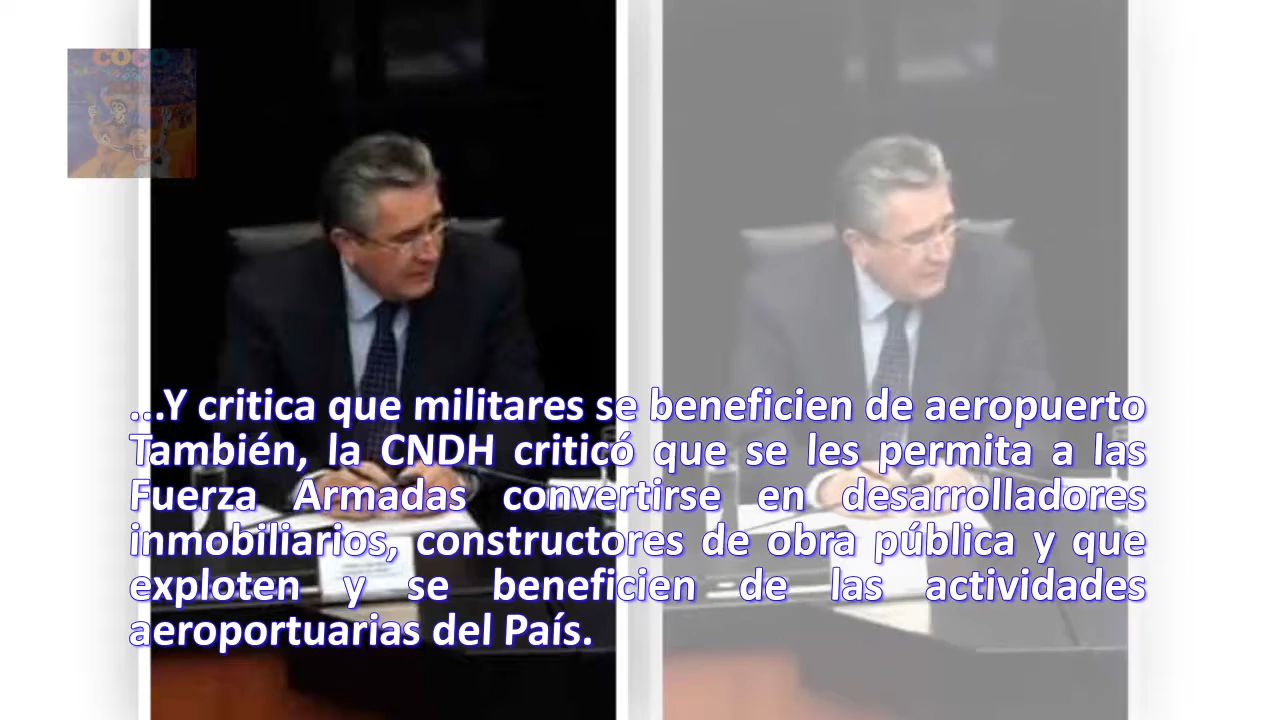 COCO
...Y critica que militares se beneficien de aeropuerto
También, la CNDH criticó que se les permita a las
Fuerza Armadas convertirse en desarrolladores
inmobiliarios, constructores de obra pública y que
exploten y se beneficien de las actividades
aeroportuarias del País.